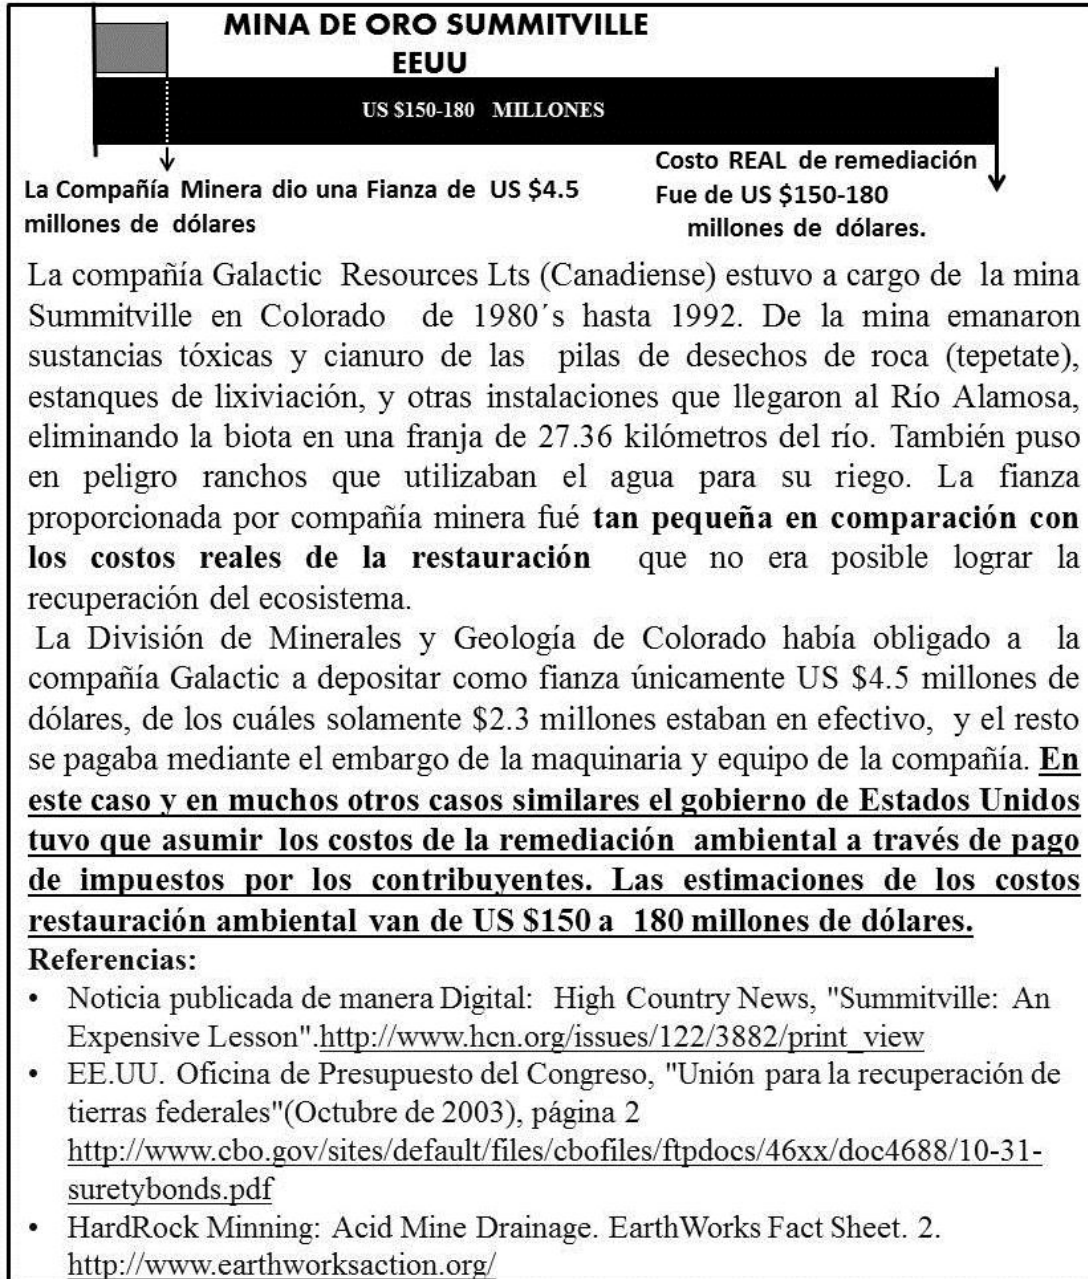 MINA DE ORO SUMMITVILLE
EEUU
US $150-180 MILLONES
La Compañía Minera dio una Fianza de US $4.5
millones de dólares
Costo REAL de remediación
Fue de US $150-180
millones de dólares.
La compañía Galactic Resources Lts (Canadiense) estuvo a cargo de la mina
Summitville en Colorado de 1980´s hasta 1992. De la mina emanaron
sustancias tóxicas y cianuro de las pilas de desechos de roca (tepetate),
estanques de lixiviación, y otras instalaciones que llegaron al Río Alamosa,
eliminando la biota en una franja de 27.36 kilómetros del río. También puso
en peligro ranchos que utilizaban el agua para su riego. La fianza
proporcionada por compañía minera fué tan pequeña en comparación con
los costos reales de la restauración que no era posible lograr la
recuperación del ecosistema.
La División de Minerales y Geología de Colorado había obligado a la
compañía Galactic a depositar como fianza únicamente US $4.5 millones de
dólares, de los cuáles solamente $2.3 millones estaban en efectivo, y el resto
se pagaba mediante el embargo de la maquinaria y equipo de la compañía. En
este caso y en muchos otros casos similares el gobierno de Estados Unidos
tuvo que asumir los costos de la remediación ambiental a través de pago
de impuestos por los contribuyentes. Las estimaciones de los costos
restauración ambiental van de US $150 a 180 millones de dólares.
Referencias:
• Noticia publicada de manera Digital: High Country News, "Summitville: An
Expensive Lesson".http://www.hcn.org/issues/122/3882/print_view
• EE.UU. Oficina de Presupuesto del Congreso, "Unión para la recuperación de
tierras federales"(Octubre de 2003), página 2
http://www.cbo.gov/sites/default/files/cbofiles/ftpdocs/46xx/doc4688/10-31-
suretybonds.pdf
• HardRock Minning: Acid Mine Drainage. EarthWorks Fact Sheet. 2.
http://www.earthworksaction.org/